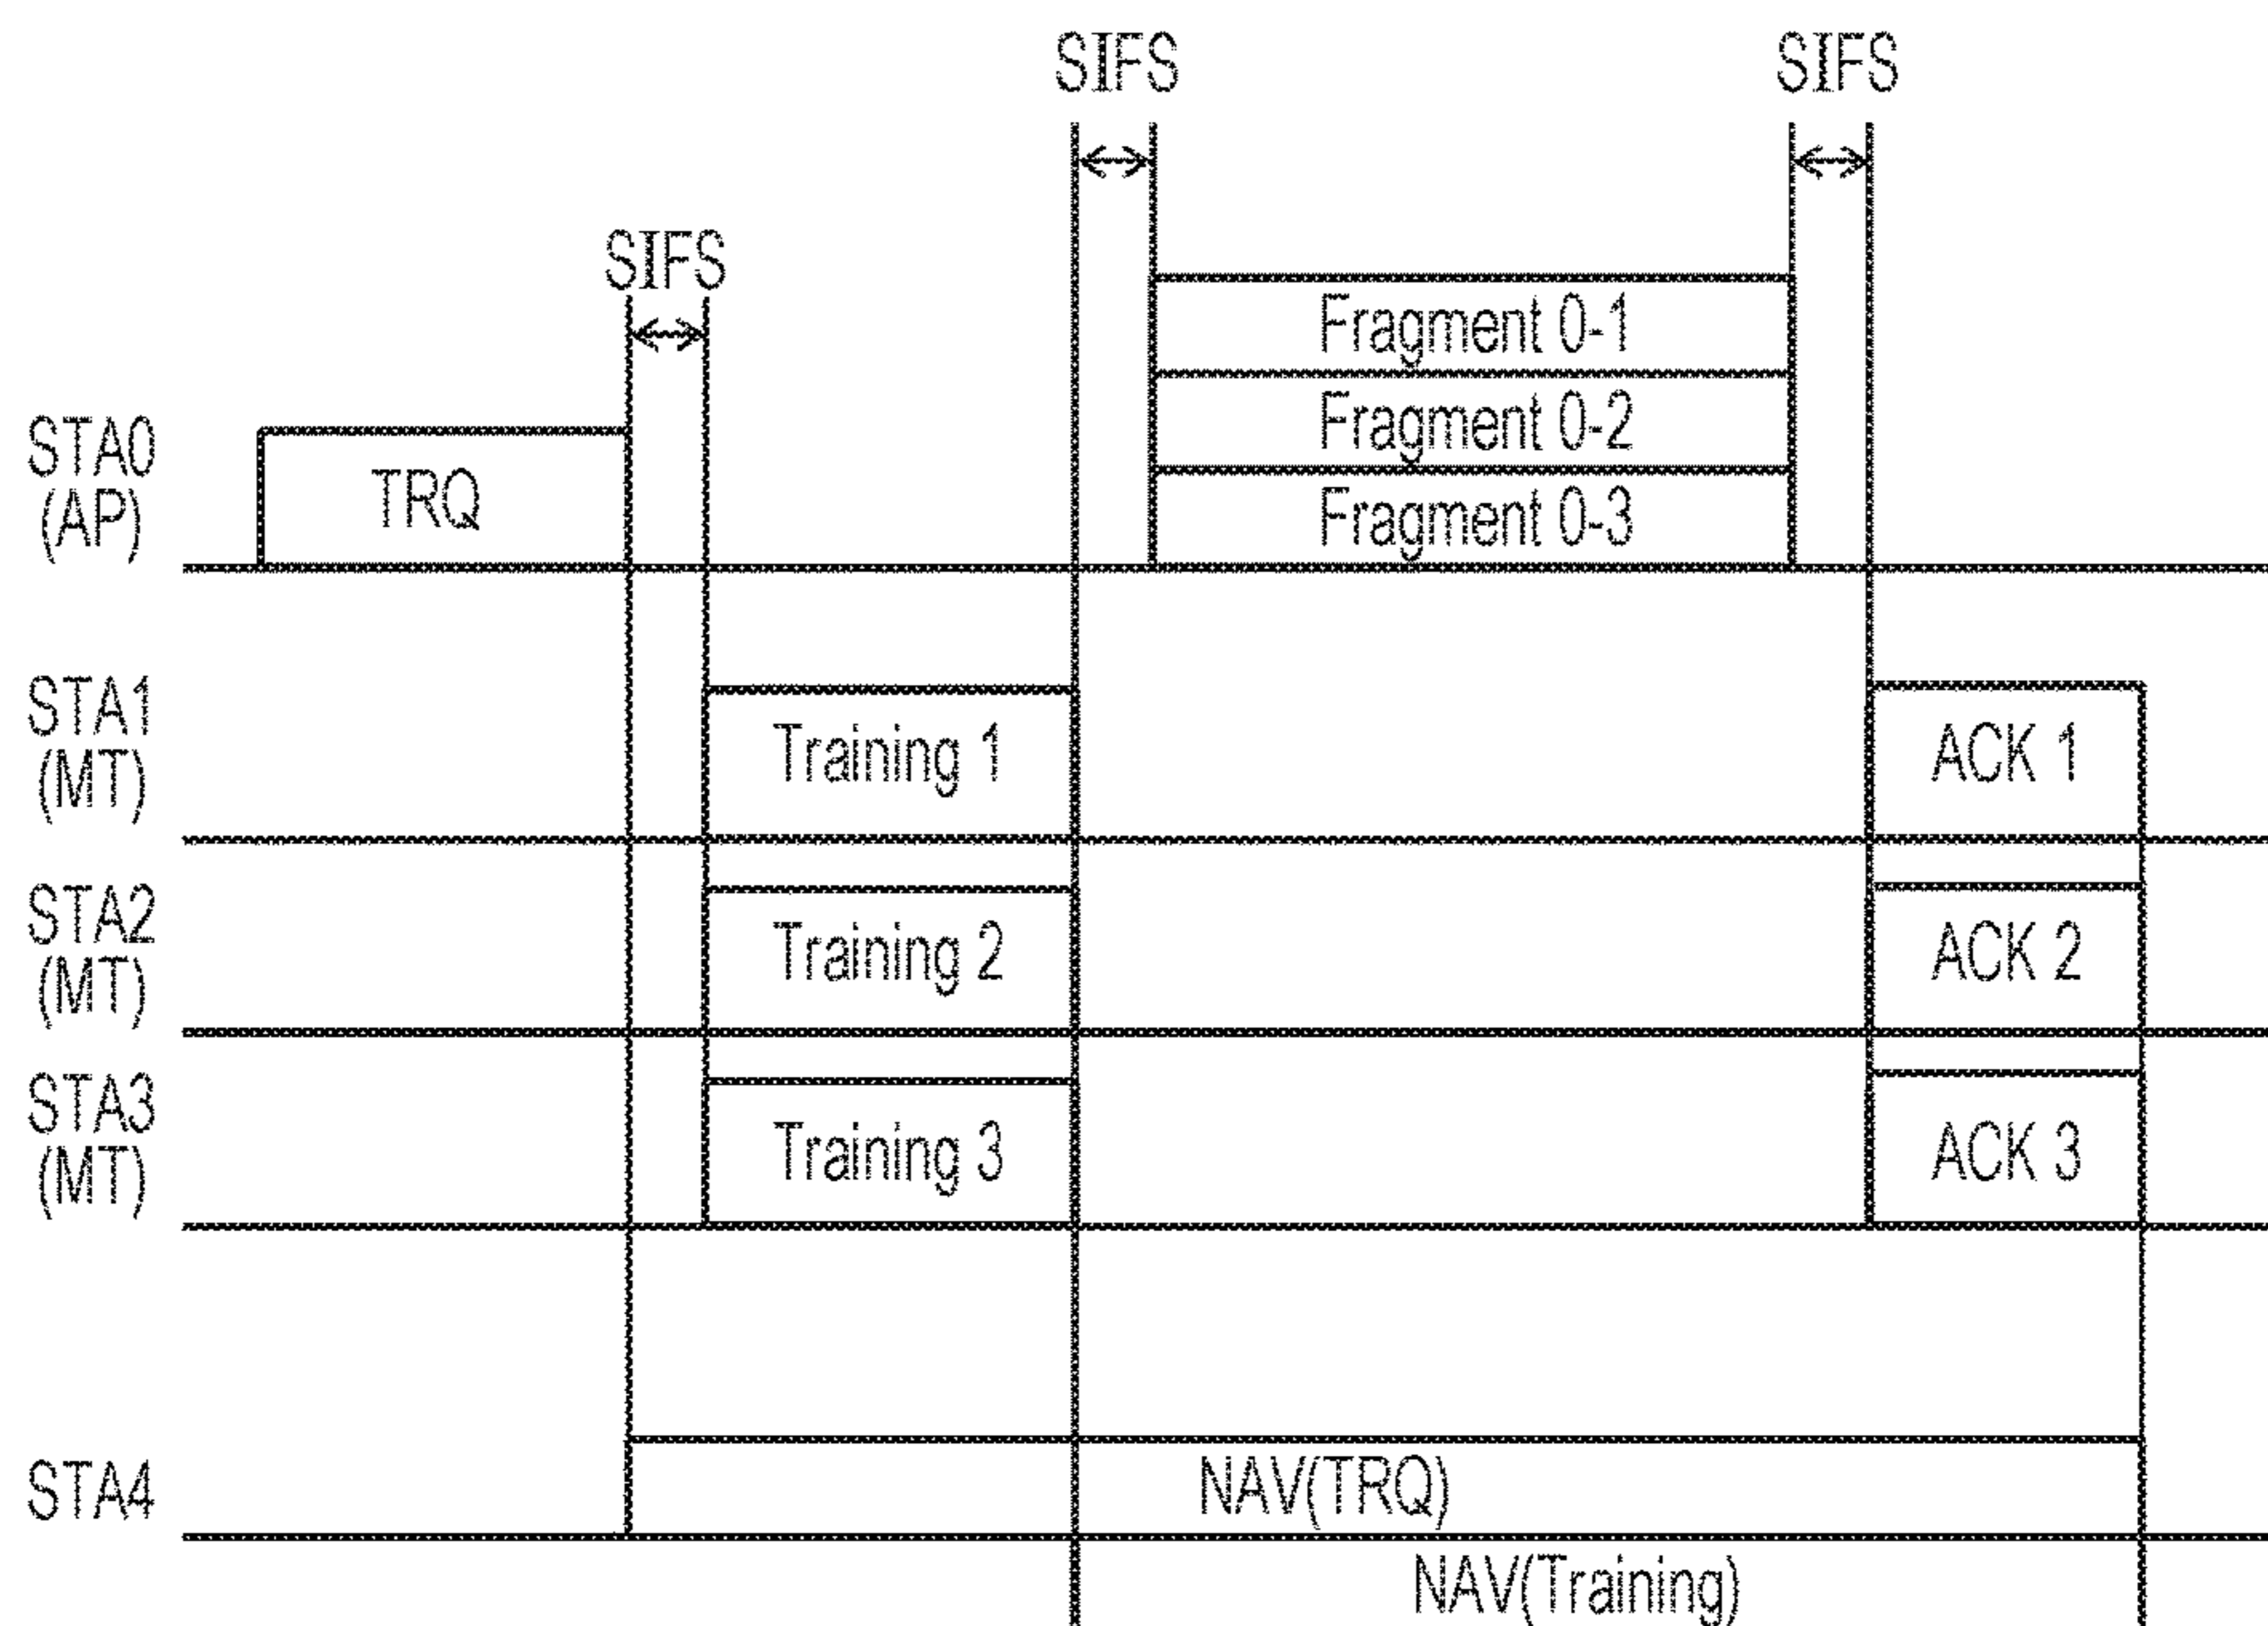 SIFS
SIFS
SIFS
Fragment 0-1
Fragment 0-2
Fragment 0-3
STA0
(AP)
TRQ
STA1
(MT)
Training 1
ACK 1
STA2
(MT)
Training 2
ACK 2
STA3
(MT)
Training 3
ACK 3
STA4
NAV(TRQ)
NAV(Training)